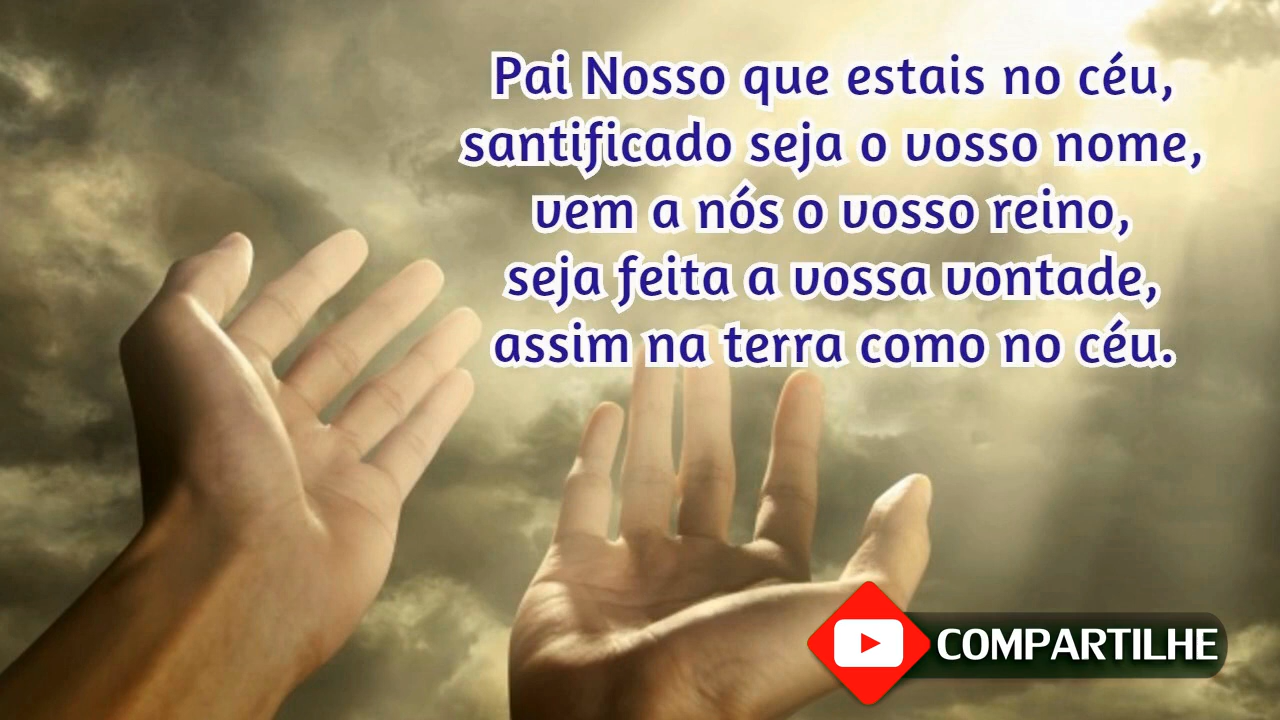 Pai Nosso que estais no céu,
santificado seja o vosso nome,
vem a nós o vosso reino,
seja feita a vossa vontade,
assim na terra como no céu.
COMPARTILHE